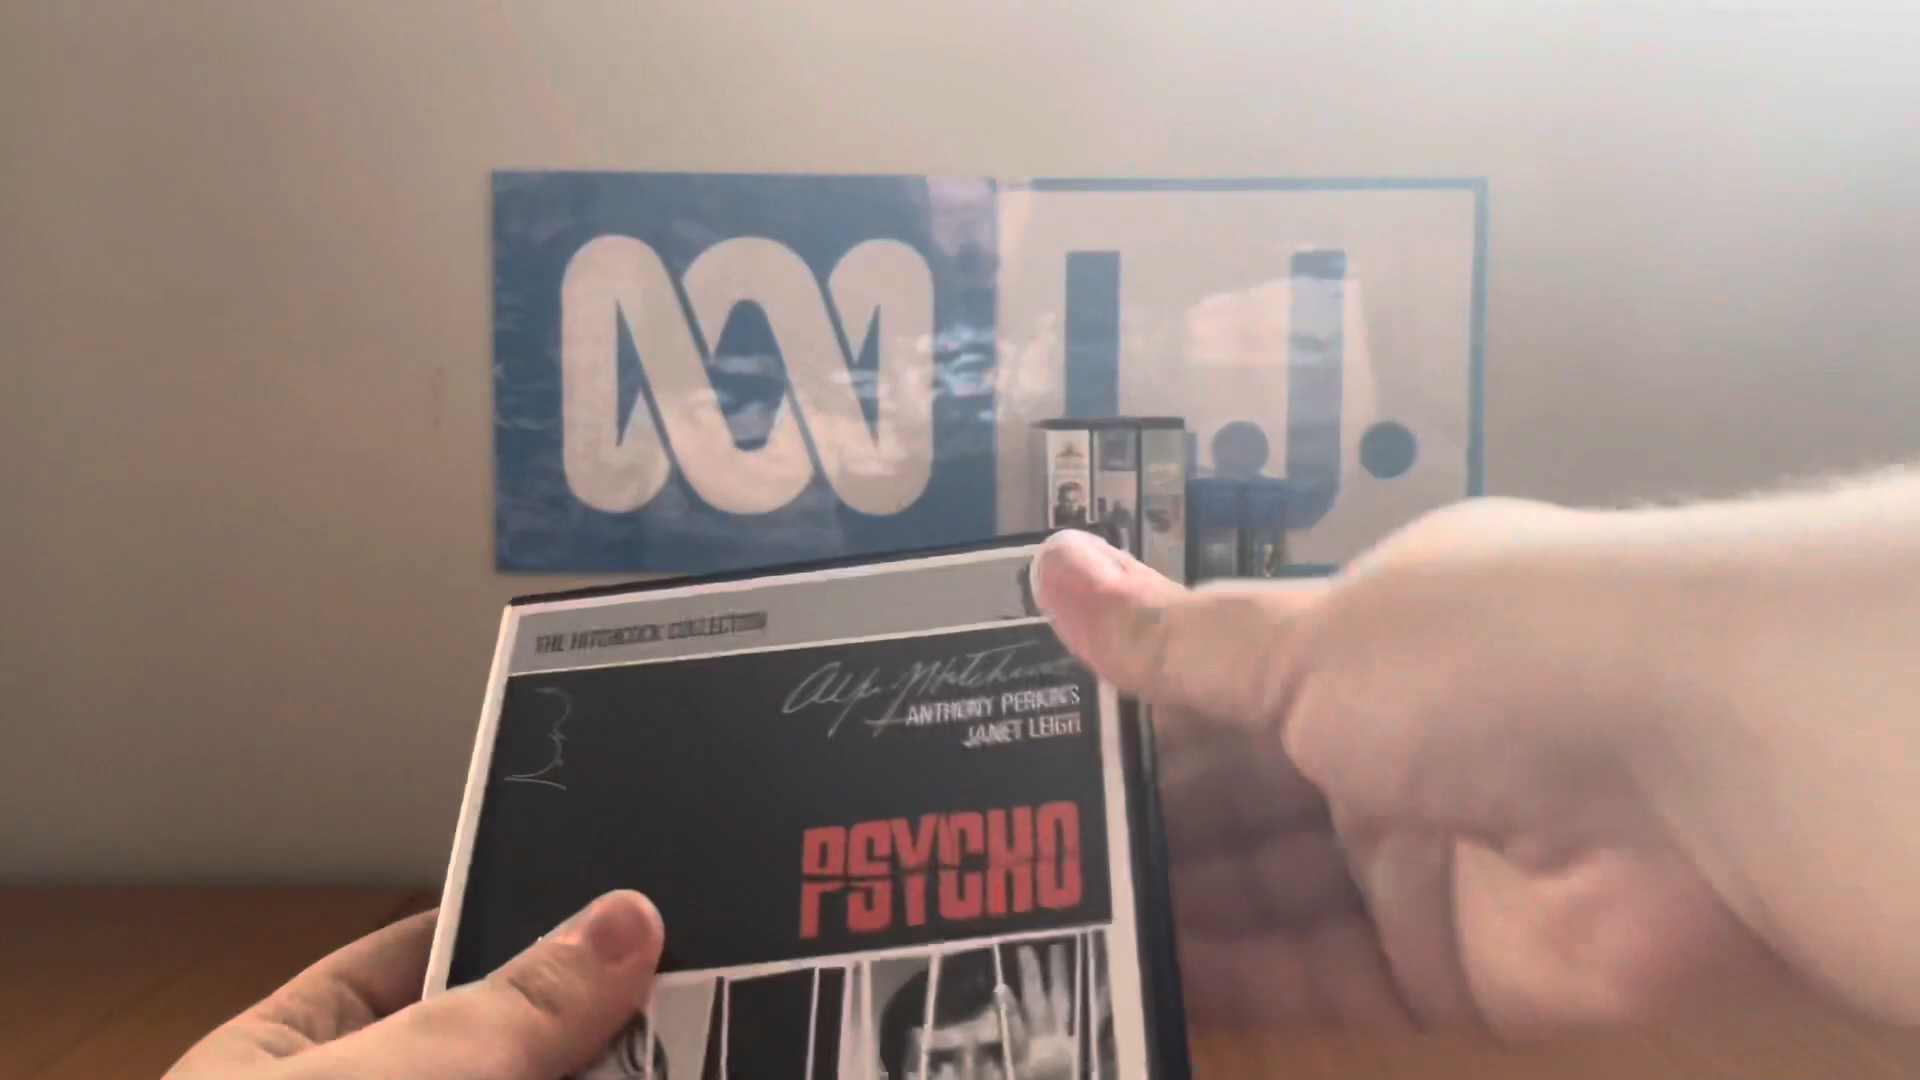 I.J.
THE HITCHCOCK COLLECTION
ANTHONY PERKINS
JANET LEIGH
PSYCHO